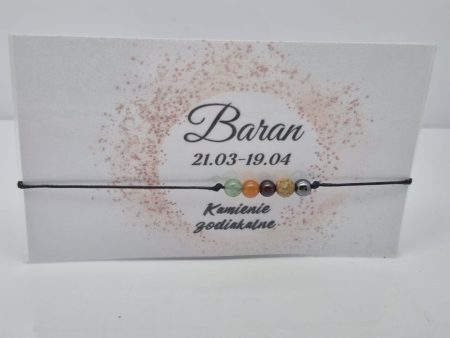 Baran
21.03-19.04
Kamienie
zodiakalne